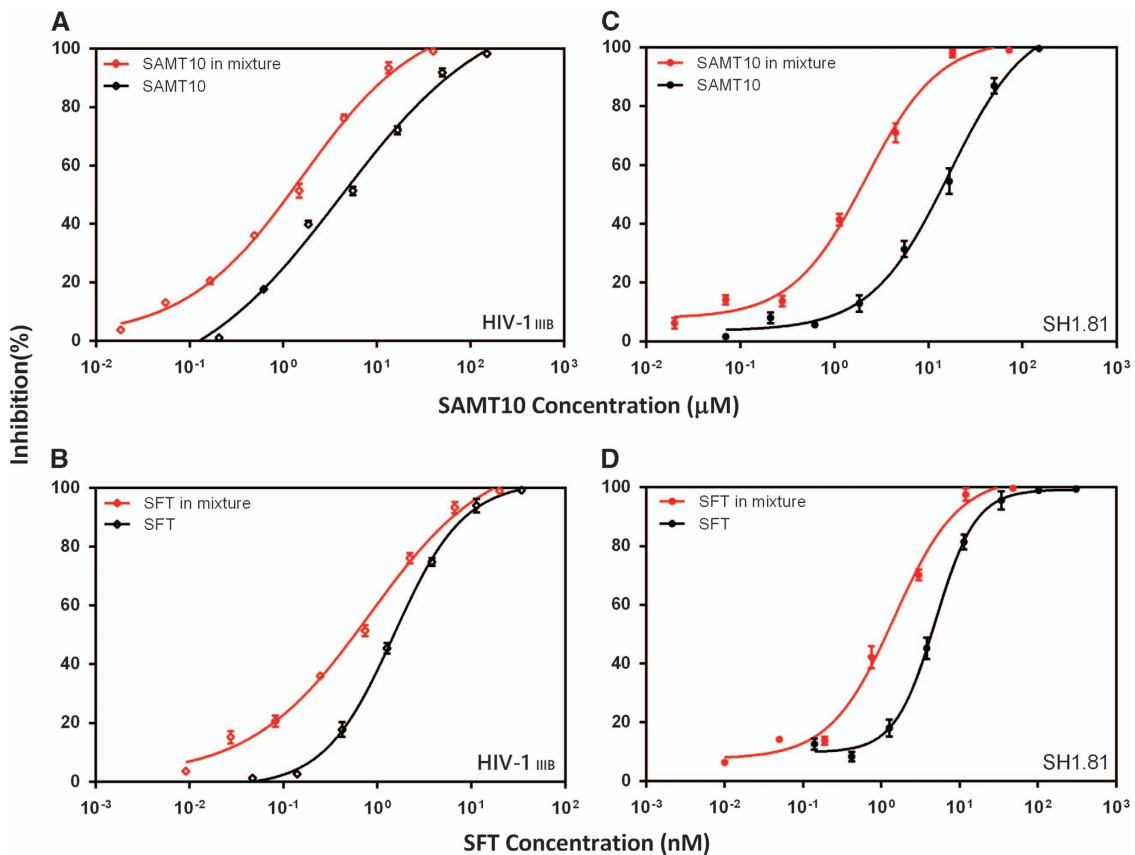 A
100
80
60
40
20
0
SAMT10 in mixture
SAMT10
HIV-1 IIIB
10-2 10-1 100 101 102 103
C
100
80
60
40
20
0
SAMT10 in mixture
SAMT10
SH1.81
10-2 10-1 100 101 102 103
SAMT10 Concentration (μM)
Inhibition(%)
B
100
80
60
40
20
0
SFT in mixture
SFT
HIV-1 IIIB
10-3 10-2 10-1 100 101 102
D
100
80
60
40
20
0
SFT in mixture
SFT
SH1.81
10-3 10-2 10-1 100 101 102 103
SFT Concentration (nM)